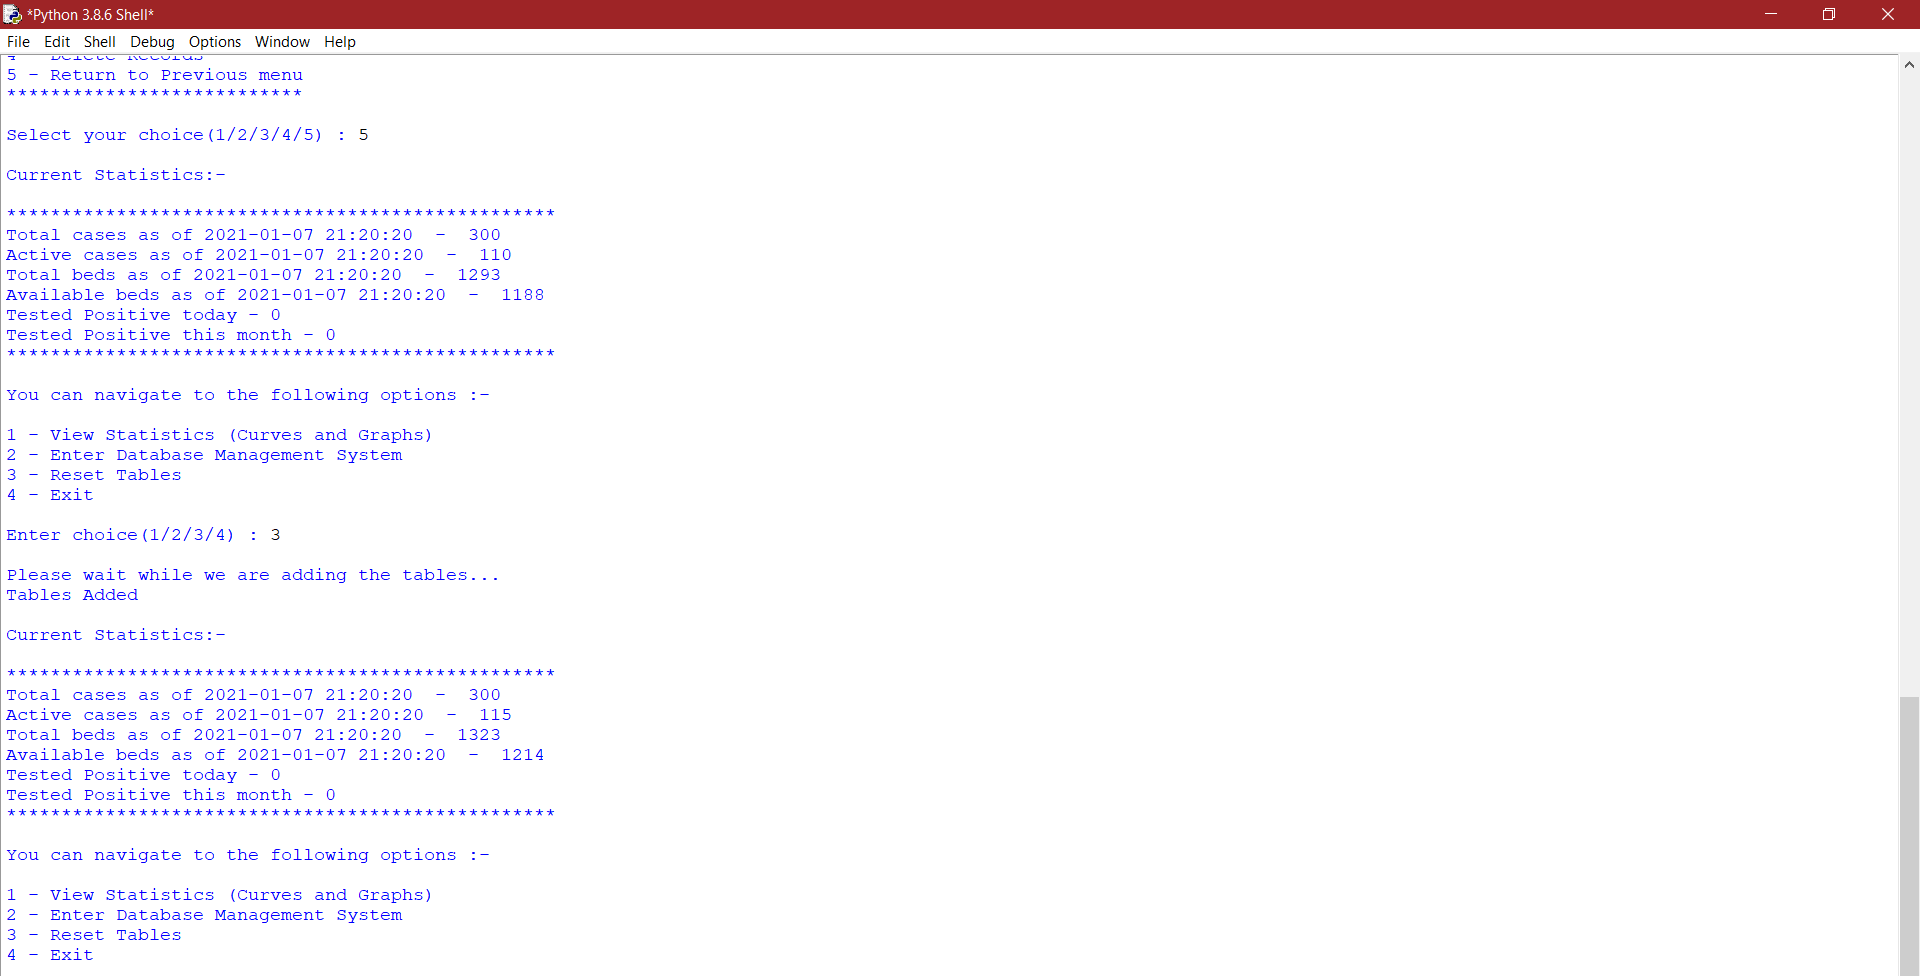 *Python 3.8.6 Shell*
File Edit Shell Debug Options Window Help
4 - Delete Records
5 - Return to Previous menu
***************************
Select your choice(1/2/3/4/5) : 5
Current Statistics:-
**************************************************
Total cases as of 2021-01-07 21:20:20  -  300
Active cases as of 2021-01-07 21:20:20  -  110
Total beds as of 2021-01-07 21:20:20  -  1293
Available beds as of 2021-01-07 21:20:20  -  1188
Tested Positive today - 0
Tested Positive this month - 0
**************************************************
You can navigate to the following options :-
1 - View Statistics (Curves and Graphs)
2 - Enter Database Management System
3 - Reset Tables
4 - Exit
Enter choice(1/2/3/4) : 3
Please wait while we are adding the tables...
Tables Added
Current Statistics:-
**************************************************
Total cases as of 2021-01-07 21:20:20  -  300
Active cases as of 2021-01-07 21:20:20  -  115
Total beds as of 2021-01-07 21:20:20  -  1323
Available beds as of 2021-01-07 21:20:20  -  1214
Tested Positive today - 0
Tested Positive this month - 0
**************************************************
You can navigate to the following options :-
1 - View Statistics (Curves and Graphs)
2 - Enter Database Management System
3 - Reset Tables
4 - Exit